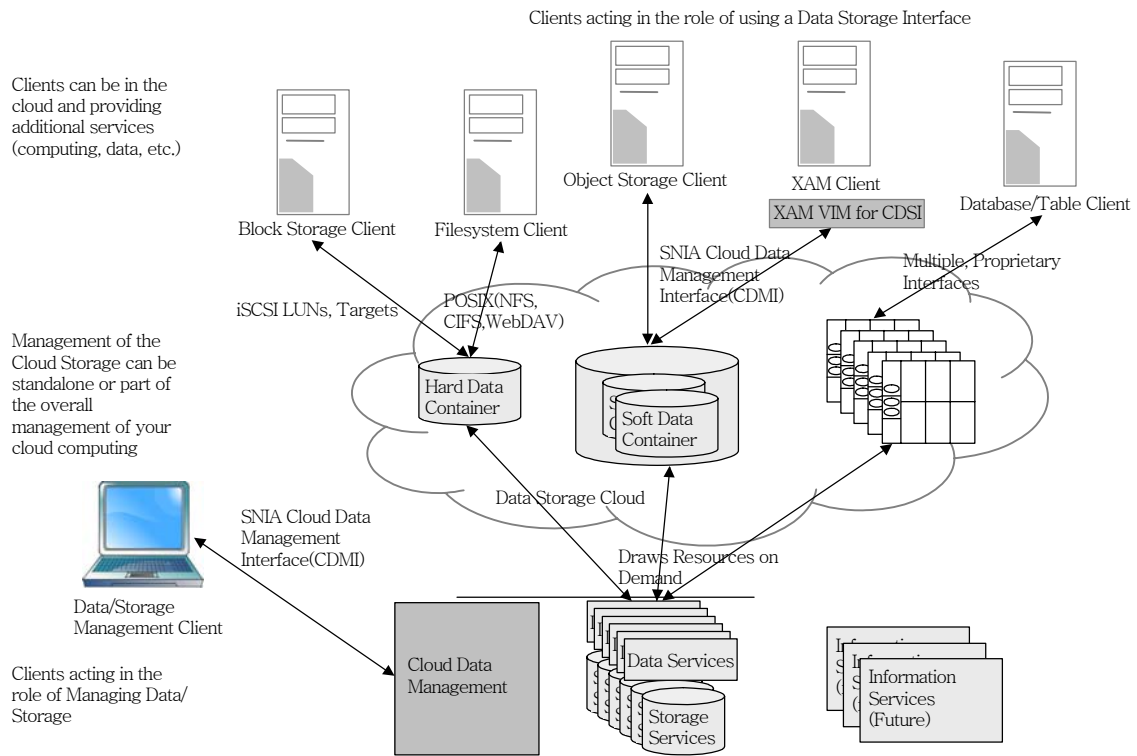 Clients acting in the role of using a Data Storage Interface
Clients can be in the
cloud and providing
additional services
(computing, data, etc.)
Block Storage Client
Filesystem Client
Object Storage Client
XAM Client
XAM VIM for CDSI
Database/Table Client
iSCSI LUNs, Targets
POSIX(NFS,
CIFS,WebDAV)
SNIA Cloud Data
Management
Interface(CDMI)
Multiple, Proprietary
Interfaces
Management of the
Cloud Storage can be
standalone or part of
the overall
management of your
cloud computing
Hard Data
Container
Soft Data
Container
Data Storage Cloud
SNIA Cloud Data
Management
Interface(CDMI)
Draws Resources on
Demand
Data/Storage
Management Client
Clients acting in the
role of Managing Data/
Storage
Cloud Data
Management
Data Services
Storage
Services
Information
Services
(Future)